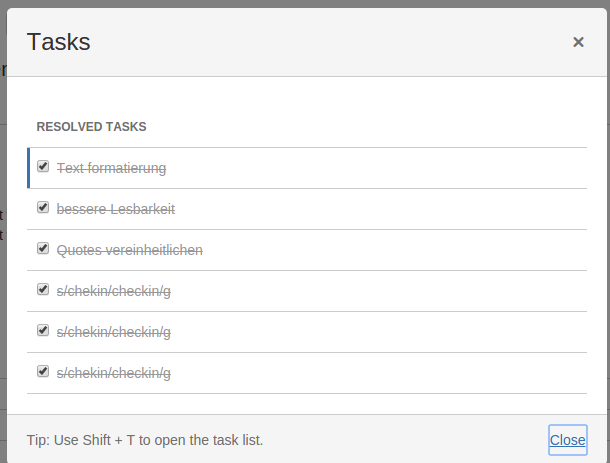 Tasks
×
RESOLVED TASKS
Text formatierung
bessere Lesbarkeit
Quotes vereinheitlichen
s/chekin/checkin/g
s/chekin/checkin/g
s/chekin/checkin/g
Tip: Use Shift + T to open the task list.
Close